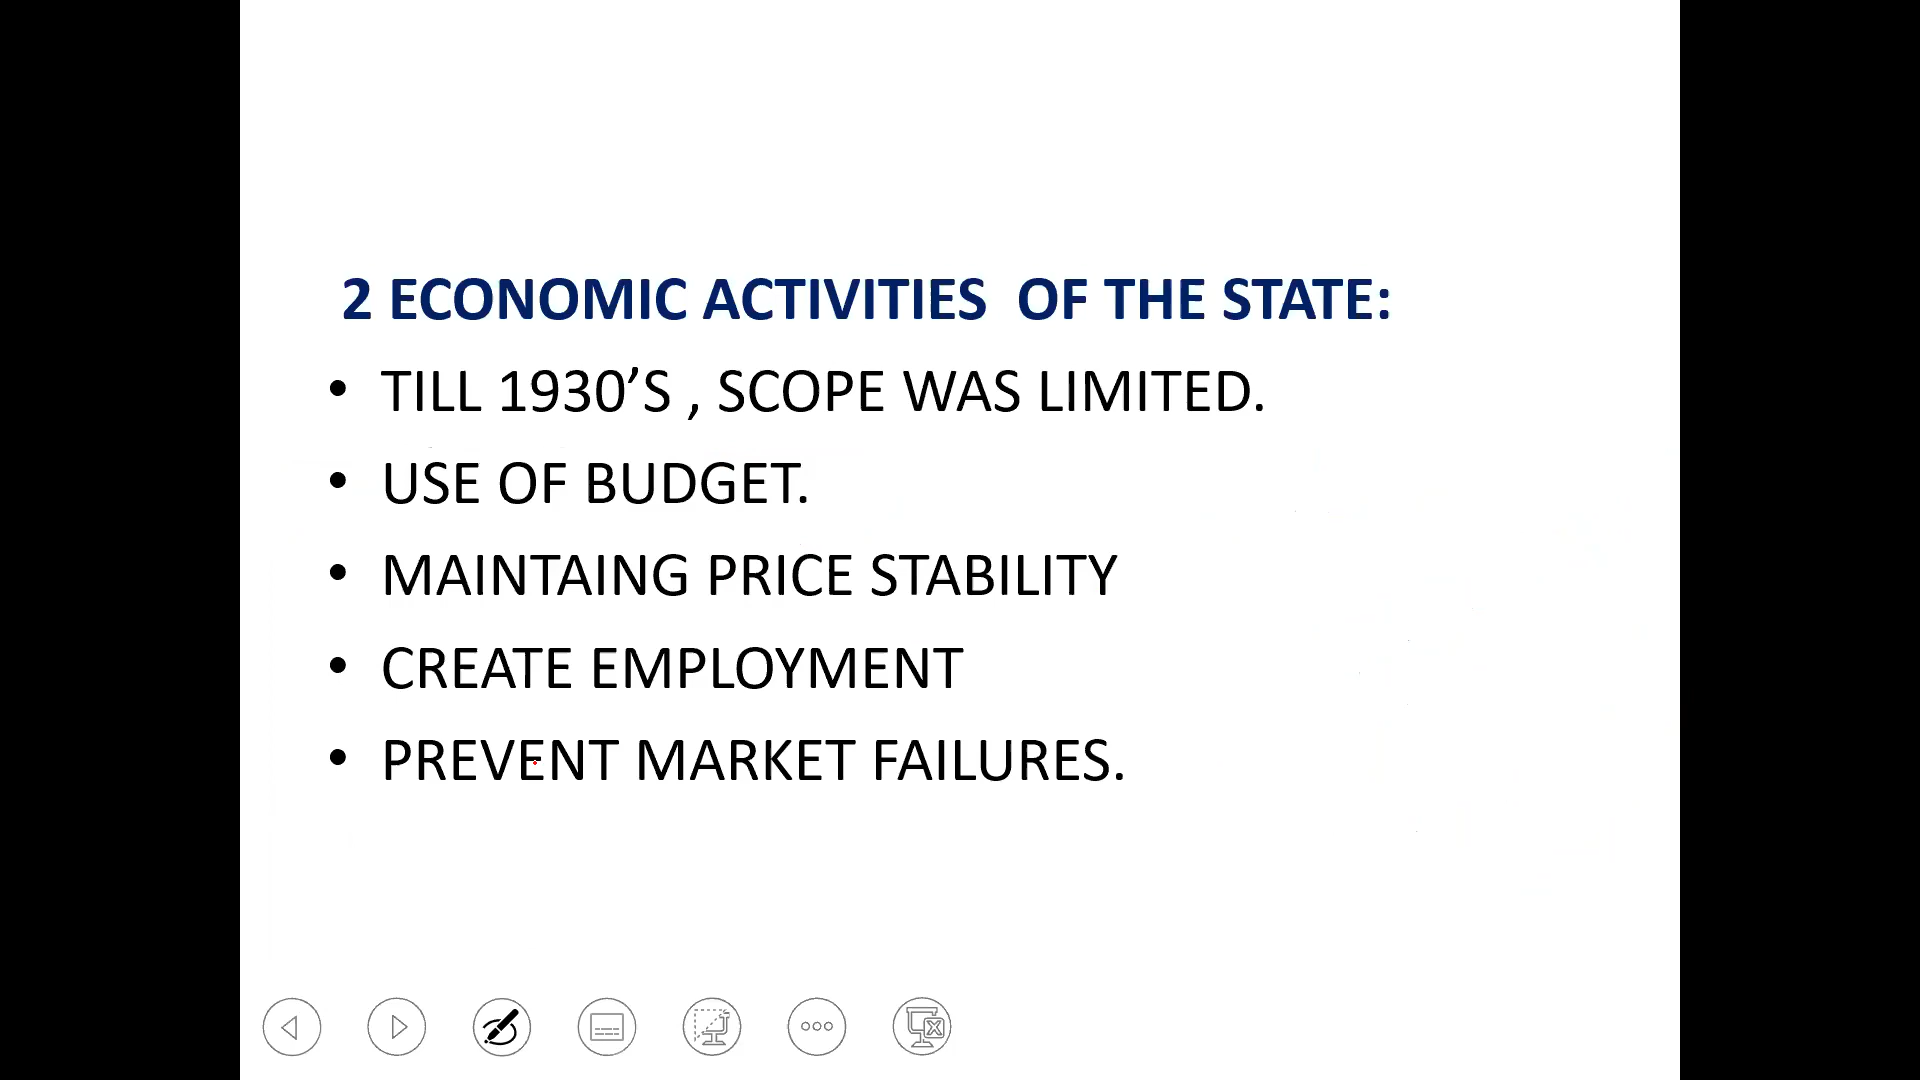 2 ECONOMIC ACTIVITIES  OF THE STATE:
• TILL 1930’S , SCOPE WAS LIMITED.
• USE OF BUDGET.
• MAINTAING PRICE STABILITY
• CREATE EMPLOYMENT
• PREVENT MARKET FAILURES.